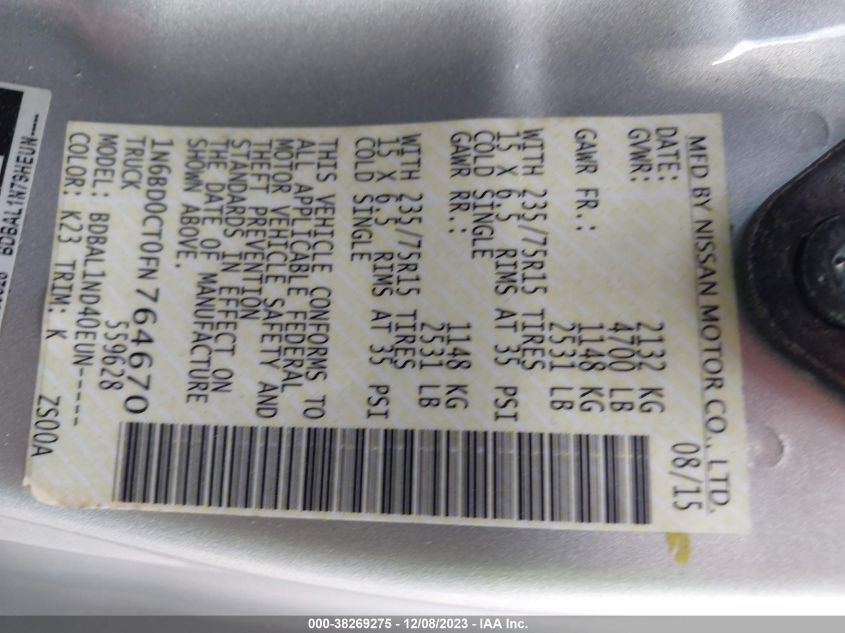 MFD BY NISSAN MOTOR CO., LTD.
DATE: 08/15
GVWR: 2132 KG
4700 LB
GAWR FR.: 1148 KG
2531 LB
WITH 235/75R15 TIRES
15 X 6.5 RIMS AT 35 PSI
COLD SINGLE
GAWR RR.: 1148 KG
2531 LB
WITH 235/75R15 TIRES
15 X 6.5 RIMS AT 35 PSI
COLD SINGLE
THIS VEHICLE CONFORMS TO
ALL APPLICABLE FEDERAL
MOTOR VEHICLE SAFETY AND
THEFT PREVENTION
STANDARDS IN EFFECT ON
THE DATE OF MANUFACTURE
SHOWN ABOVE.
1N6BD0CT0FN764670
TRUCK 559628
MODEL: BDBAL1ND40EUN-----
COLOR: K23 TRIM: K ZS00A
000-38269275 - 12/08/2023 - IAA Inc.